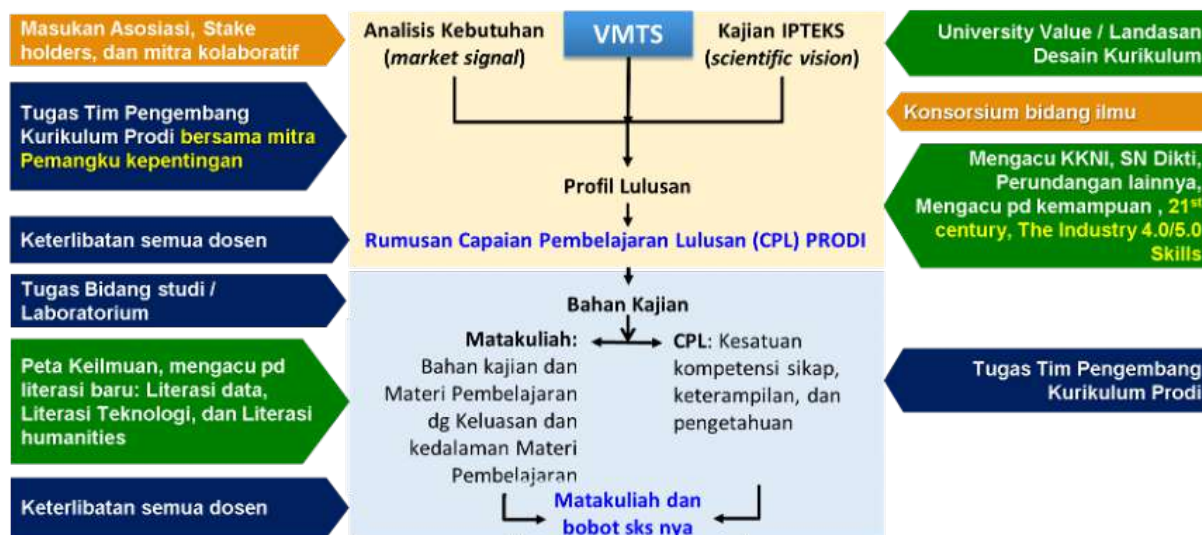 Masukan Asosiasi, Stake
holders, dan mitra kolaboratif
Analisis Kebutuhan
(market signal)
VMTS
Kajian IPTEKS
(scientific vision)
University Value / Landasan
Desain Kurikulum
Tugas Tim Pengembang
Kurikulum Prodi bersama mitra
Pemangku kepentingan
Konsorsium bidang ilmu
Profil Lulusan
Mengacu KKNI, SN Dikti,
Perundangan lainnya,
Mengacu pd kemampuan , 21st
century, The Industry 4.0/5.0
Skills
Keterlibatan semua dosen
Rumusan Capaian Pembelajaran Lulusan (CPL) PRODI
Tugas Bidang studi /
Laboratorium
Bahan Kajian
Peta Keilmuan, mengacu pd
literasi baru: Literasi data,
Literasi Teknologi, dan Literasi
humanities
Matakuliah:
Bahan kajian dan
Materi Pembelajaran
dg Keluasan dan
kedalaman Materi
Pembelajaran
CPL: Kesatuan
kompetensi sikap,
keterampilan, dan
pengetahuan
Tugas Tim Pengembang
Kurikulum Prodi
Keterlibatan semua dosen
Matakuliah dan
bobot sks nya